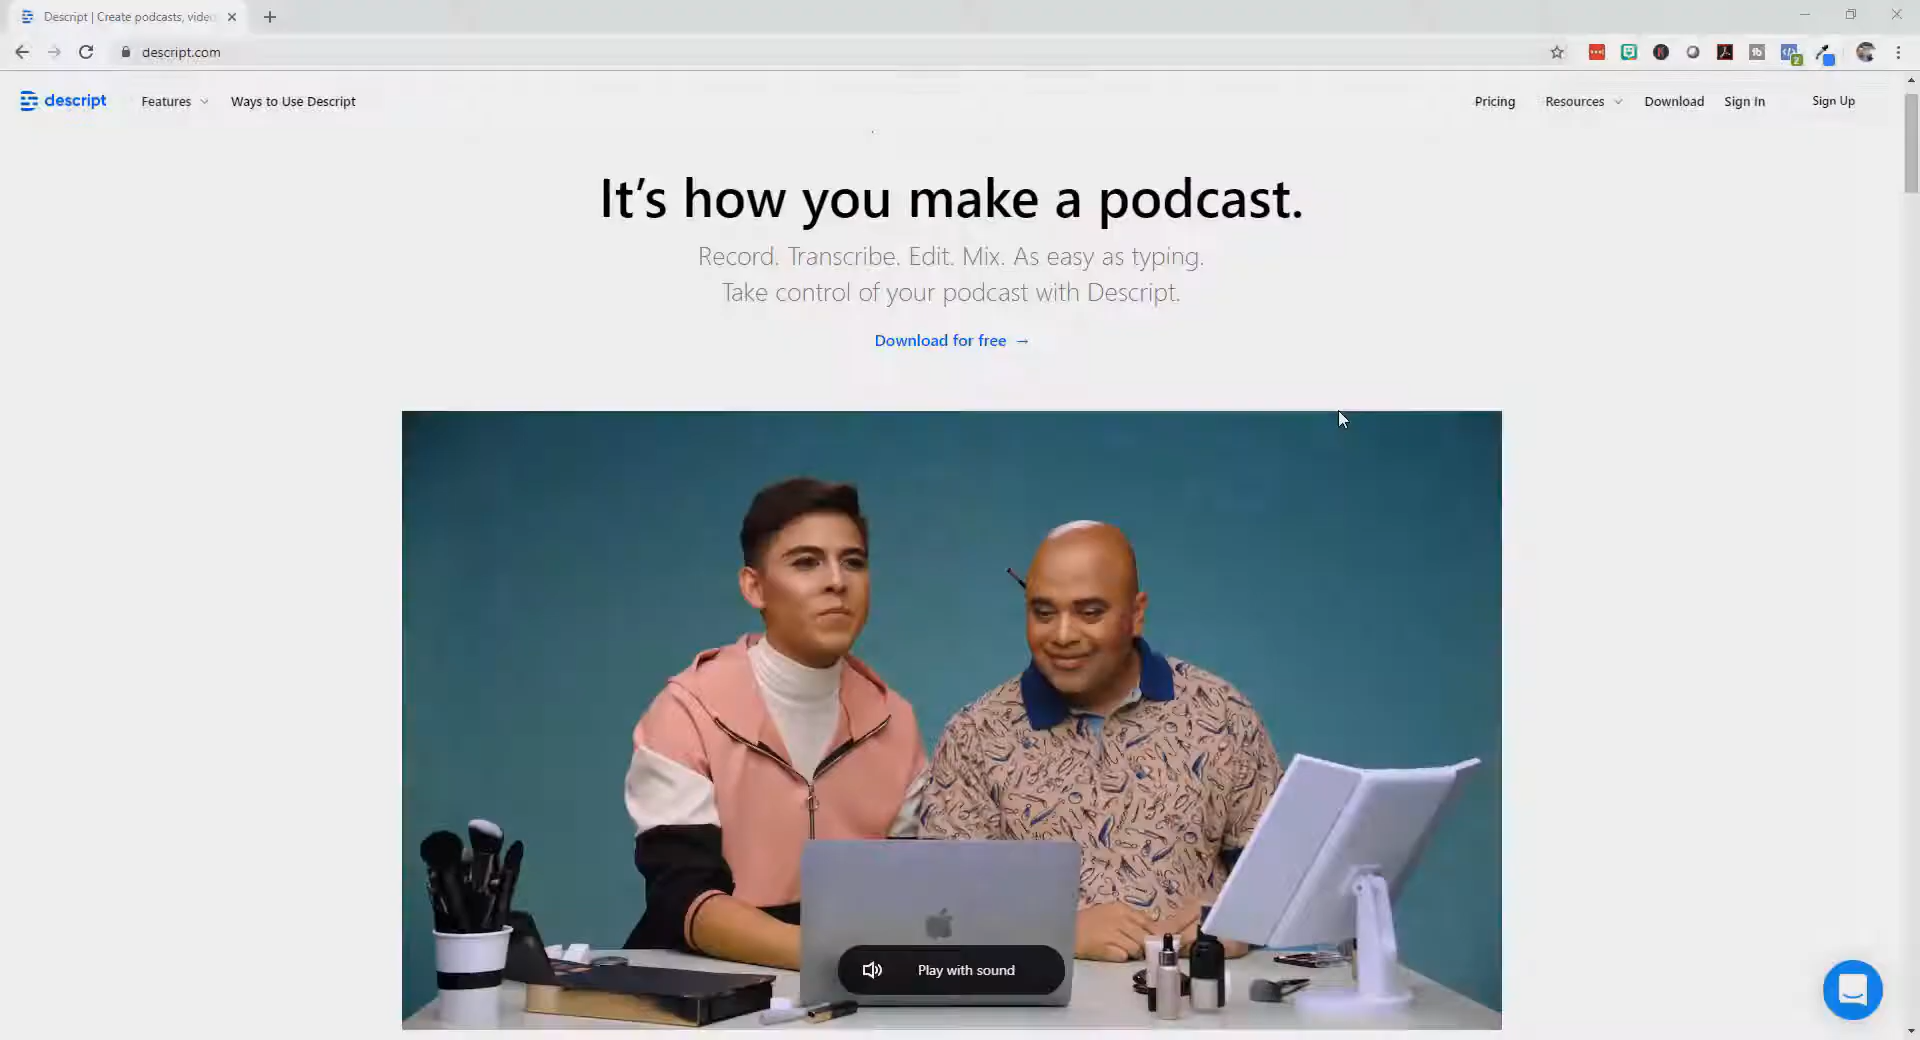 Descript | Create podcasts, video
descript.com
descript
Features
Ways to Use Descript
Pricing
Resources
Download
Sign In
Sign Up
It's how you make a podcast.
Record. Transcribe. Edit. Mix. As easy as typing.
Take control of your podcast with Descript.
Download for free →
Play with sound